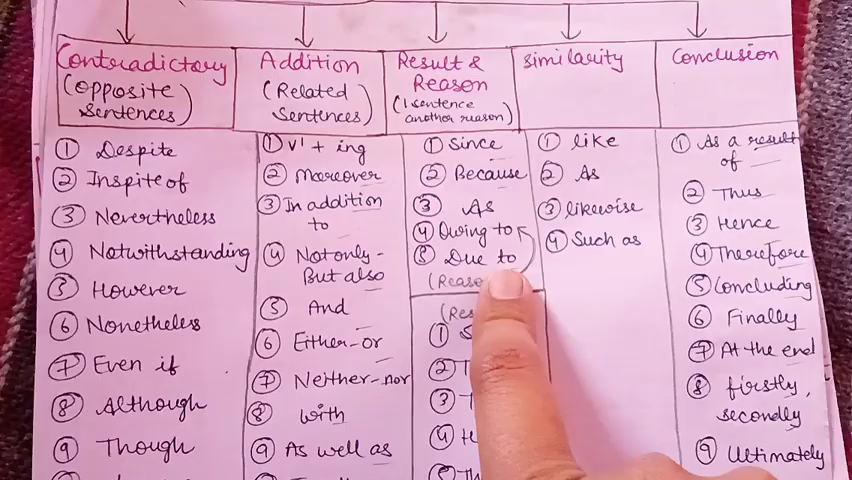 Contradictory
(opposite
sentences)
① Despite
② Inspite of
③ Nevertheless
④ Notwithstanding
⑤ However
⑥ Nonetheless
⑦ Even if
⑧ Although
⑨ Though
Addition
(Related
Sentences)
① V¹ + ing
② Moreover
③ In addition
to
④ Not only -
But also
⑤ And
⑥ Either-or
⑦ Neither-nor
⑧ with
⑨ As well as
Result &
Reason
(1 sentence
another reason)
① Since
② Because
③ As
④ Owing to
⑤ Due to
①
②
③
④
⑤
similarity
① like
② As
③ likewise
④ Such as
Conclusion
① As a result
of
② Thus
③ Hence
④ Therefore
⑤ Concluding
⑥ Finally
⑦ At the end
⑧ firstly,
secondly
⑨ Ultimately